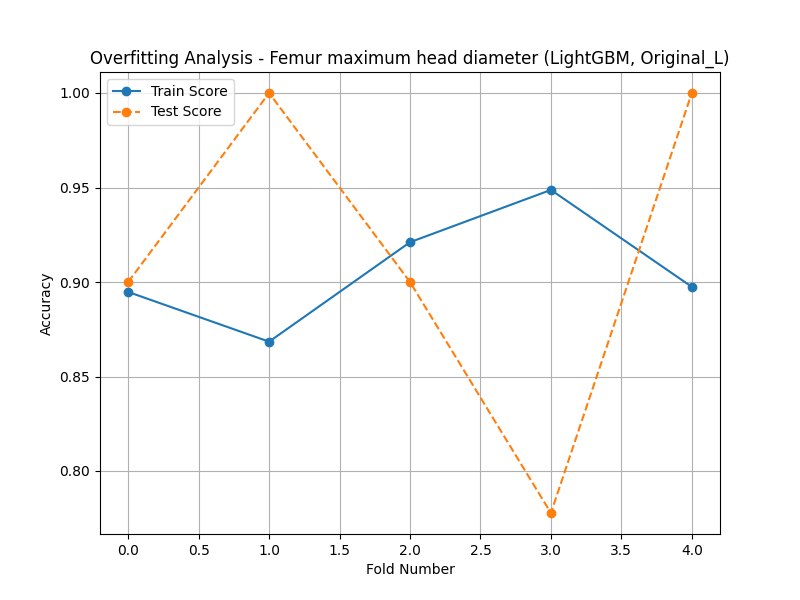 Overfitting Analysis - Femur maximum head diameter (LightGBM, Original_L)
Train Score
Test Score
1.00
0.95
0.90
0.85
0.80
Accuracy
0.0 0.5 1.0 1.5 2.0 2.5 3.0 3.5 4.0
Fold Number